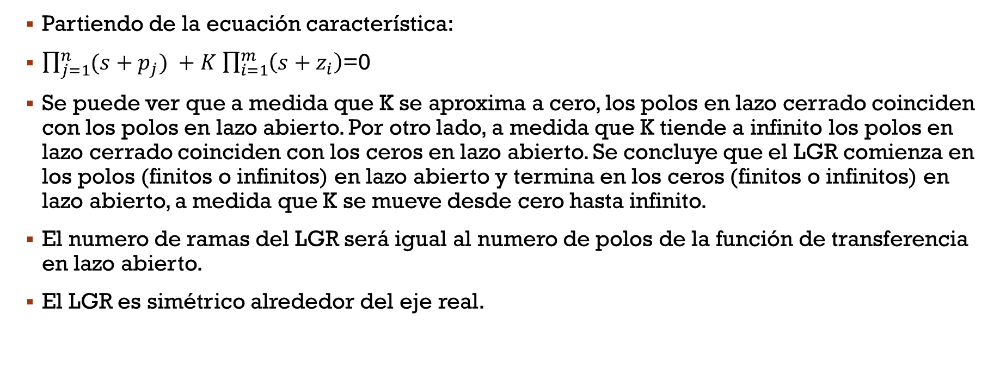 ▪ Partiendo de la ecuación característica:
▪ ∏_{j=1}^{n}(s + p_j) + K ∏_{i=1}^{m}(s + z_i)=0
▪ Se puede ver que a medida que K se aproxima a cero, los polos en lazo cerrado coinciden
con los polos en lazo abierto. Por otro lado, a medida que K tiende a infinito los polos en
lazo cerrado coinciden con los ceros en lazo abierto. Se concluye que el LGR comienza en
los polos (finitos o infinitos) en lazo abierto y termina en los ceros (finitos o infinitos) en
lazo abierto, a medida que K se mueve desde cero hasta infinito.
▪ El numero de ramas del LGR será igual al numero de polos de la función de transferencia
en lazo abierto.
▪ El LGR es simétrico alrededor del eje real.